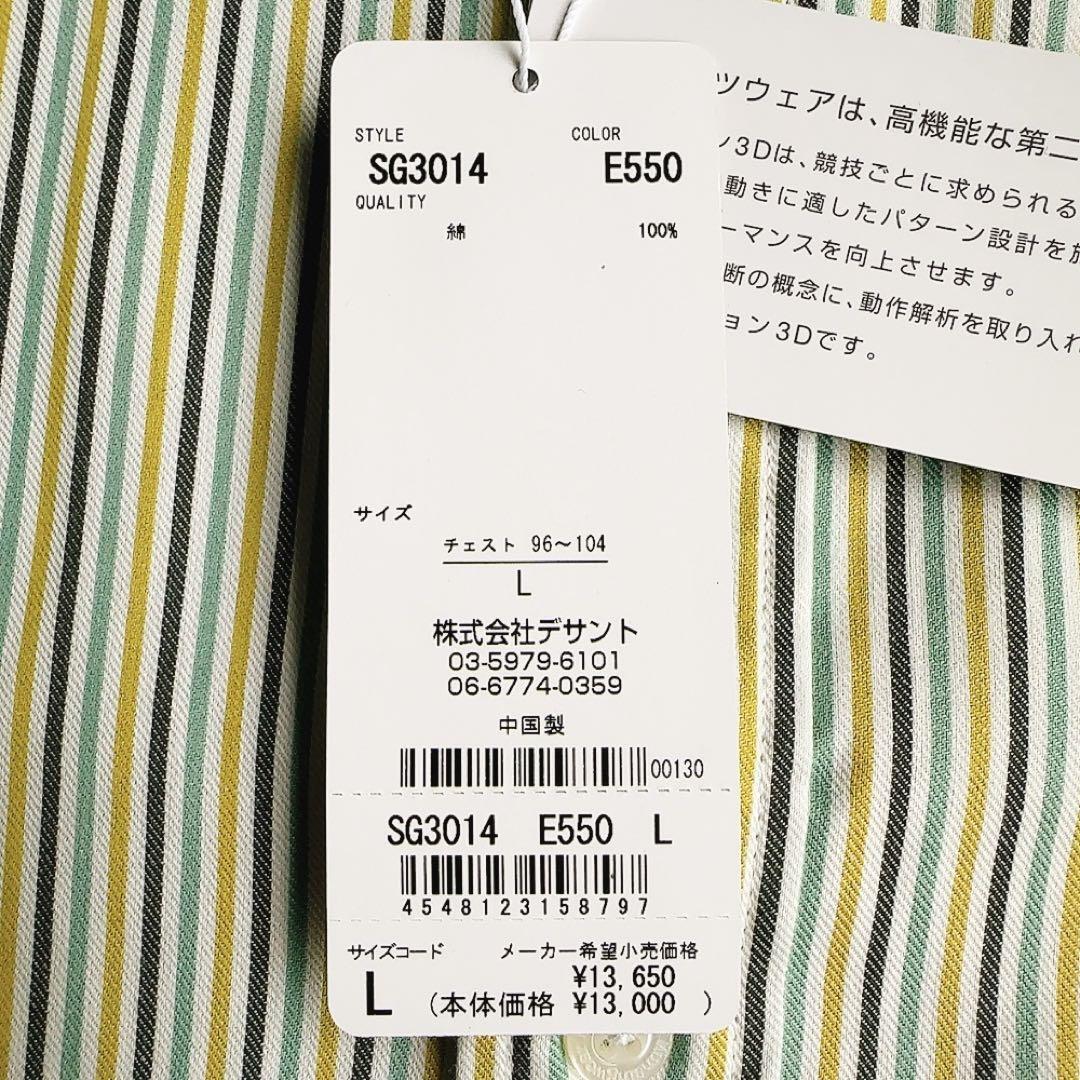 STYLE COLOR
SG3014 E550
QUALITY
綿 100%
サイズ
チェスト 96～104
L
株式会社デサント
03-5979-6101
06-6774-0359
中国製
00130
SG3014 E550 L
4548123158797
サイズコード メーカー希望小売価格
¥13,650
L (本体価格 ¥13,000 )
ツウェアは、高機能な第二
ン3Dは、競技ごとに求められる
動きに適したパターン設計を施
ーマンスを向上させます。
断の概念に、動作解析を取り入れ
ョン3Dです。